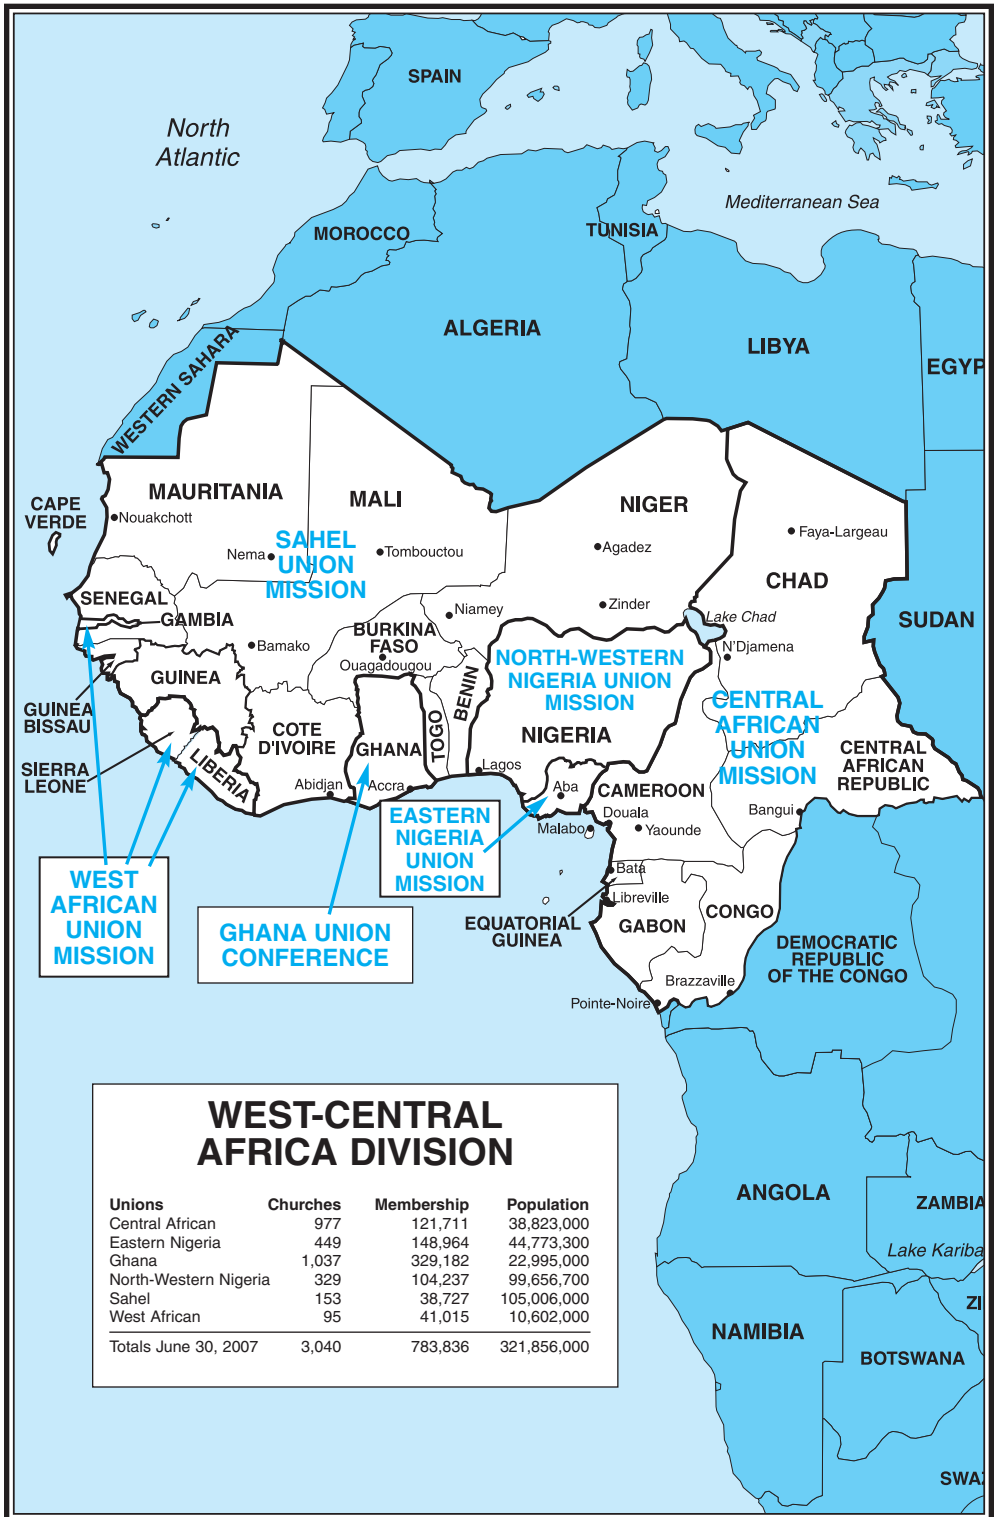 SPAIN
North
Atlantic
Mediterranean Sea
MOROCCO
TUNISIA
ALGERIA
LIBYA
EGYP
WESTERN SAHARA
MAURITANIA
MALI
NIGER
CAPE
VERDE
Nouakchott
Faya-Largeau
SAHEL
UNION
MISSION
Nema
Tombouctou
Agadez
CHAD
SENEGAL
GAMBIA
Niamey
Zinder
Lake Chad
SUDAN
BURKINA
FASO
Bamako
Ouagadougou
N'Djamena
NORTH-WESTERN
NIGERIA UNION
MISSION
GUINEA
BENIN
GUINEA
BISSAU
CENTRAL
AFRICAN
UNION
MISSION
COTE
D'IVOIRE
GHANA
TOGO
NIGERIA
CENTRAL
AFRICAN
REPUBLIC
SIERRA
LEONE
LIBERIA
Lagos
Abidjan
Accra
Aba
CAMEROON
EASTERN
NIGERIA
UNION
MISSION
Douala
Bangui
Malabo
Yaounde
Bata
Libreville
WEST
AFRICAN
UNION
MISSION
GHANA UNION
CONFERENCE
EQUATORIAL
GUINEA
GABON
CONGO
DEMOCRATIC
REPUBLIC
OF THE CONGO
Brazzaville
Pointe-Noire
WEST-CENTRAL
AFRICA DIVISION
Unions Churches Membership Population
Central African 977 121,711 38,823,000
Eastern Nigeria 449 148,964 44,773,300
Ghana 1,037 329,182 22,995,000
North-Western Nigeria 329 104,237 99,656,700
Sahel 153 38,727 105,006,000
West African 95 41,015 10,602,000
Totals June 30, 2007 3,040 783,836 321,856,000
ANGOLA
ZAMBIA
Lake Kariba
ZI
NAMIBIA
BOTSWANA
SWAZ